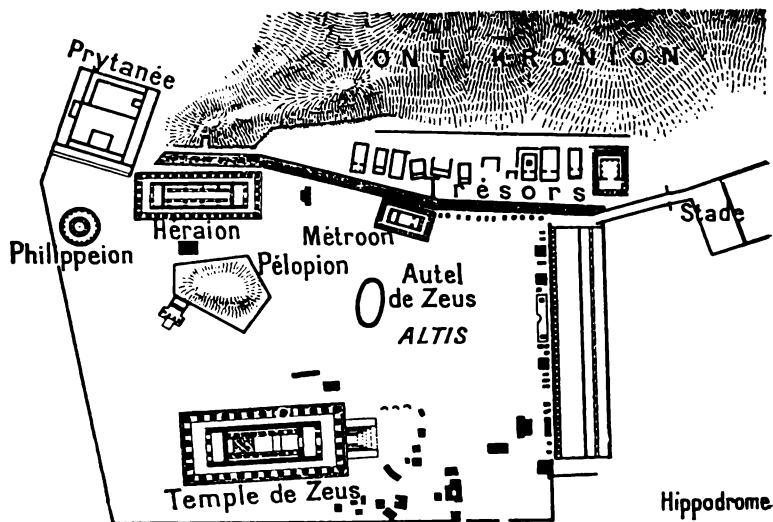 MONT KRONION
Prytanée
Trésors
Stade
Héraion
Métroon
Philippeion
Pélopion
Autel
de Zeus
ALTIS
Temple de Zeus
Hippodrome